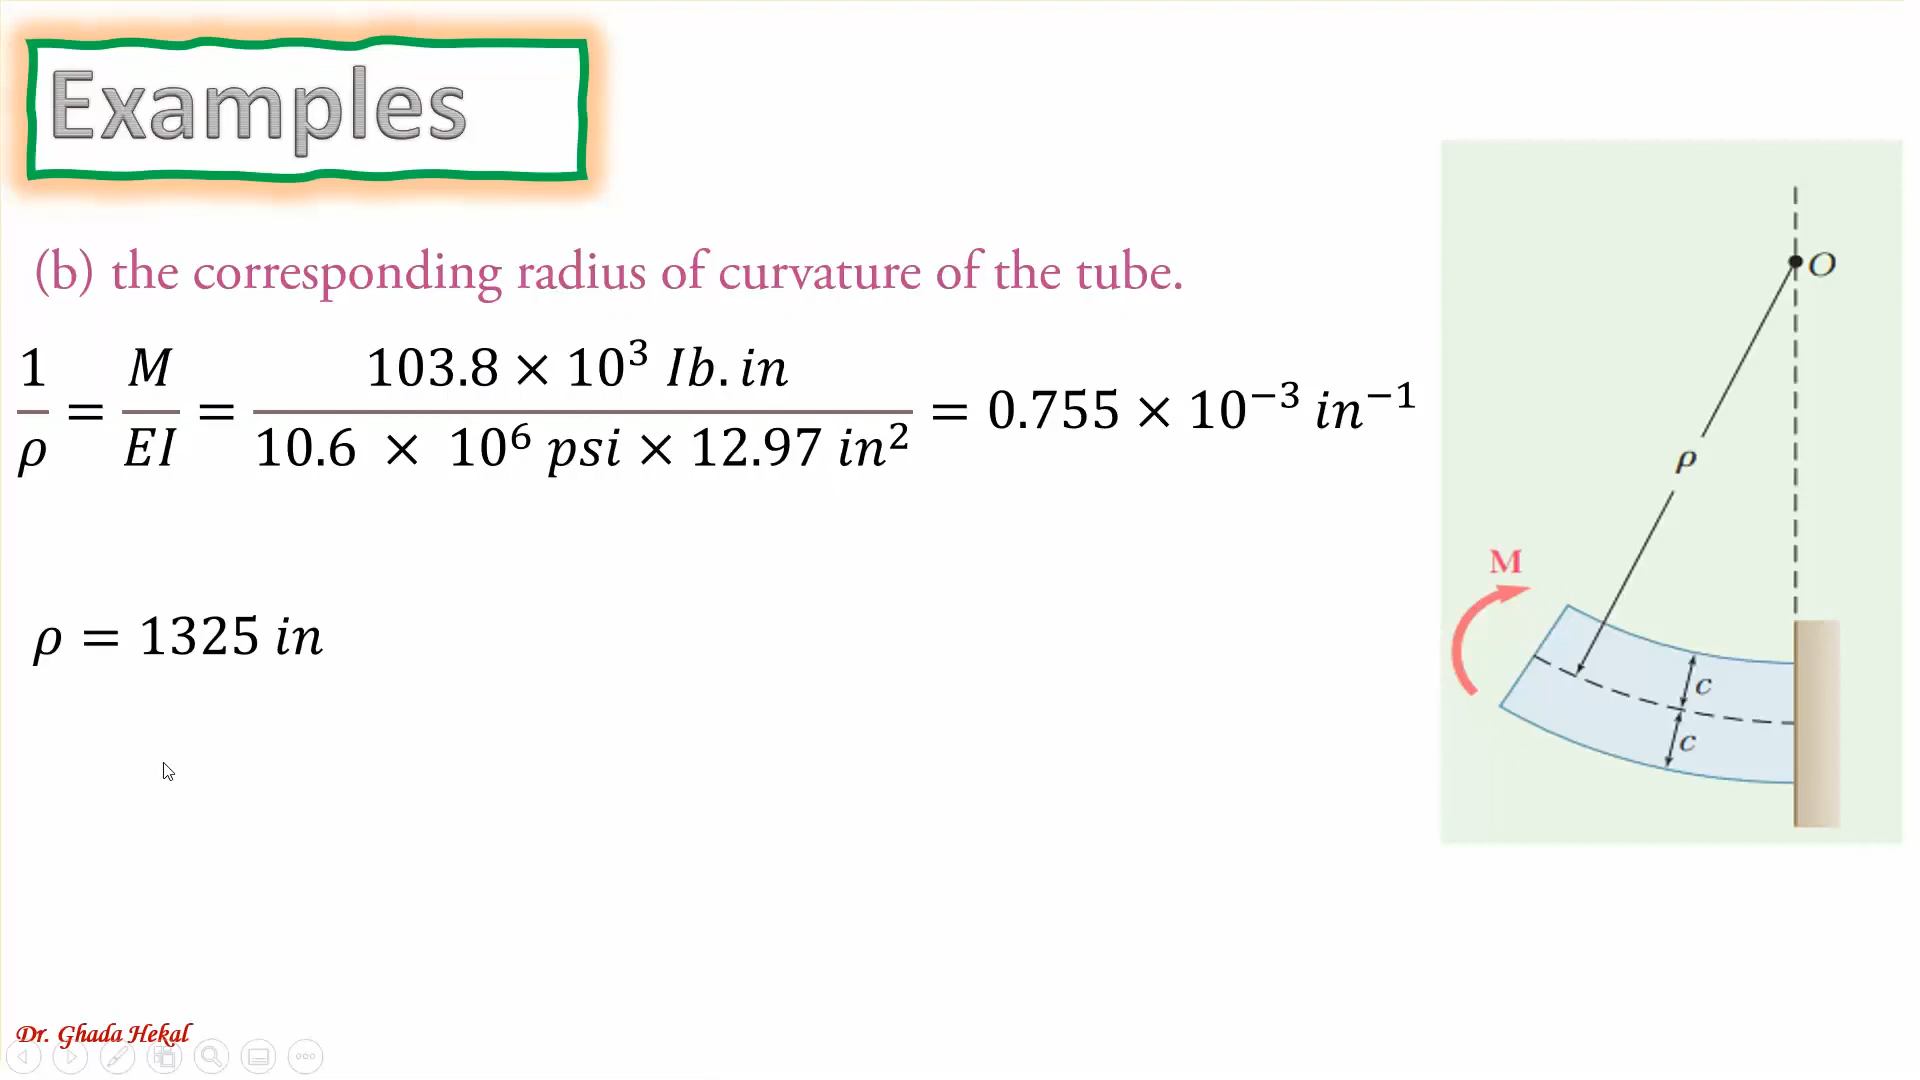 Examples
(b) the corresponding radius of curvature of the tube.
1/ρ = M/EI = 103.8 × 10³ Ib. in / 10.6 × 10⁶ psi × 12.97 in² = 0.755 × 10⁻³ in⁻¹
ρ = 1325 in
O
ρ
M
c
c
Dr. Ghada Hekal